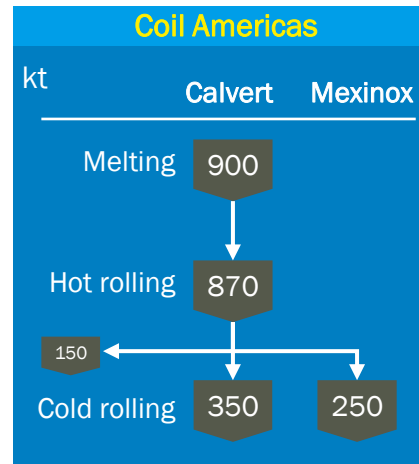 Coil Americas
kt
Calvert Mexinox
Melting 900
Hot rolling 870
150
Cold rolling 350 250